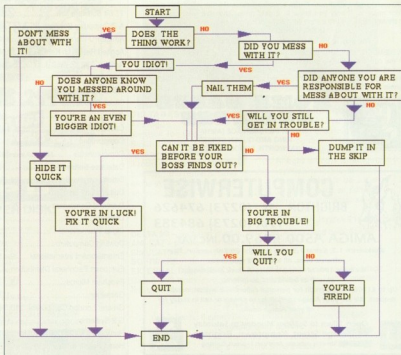 START
DON'T MESS
ABOUT WITH
IT!
YES
DOES THE
THING WORK?
NO
DID YOU MESS
WITH IT?
YES
YOU IDIOT!
NO
NO
DOES ANYONE KNOW
YOU MESSED AROUND
WITH IT?
YES
NAIL THEM
YES
DID ANYONE YOU ARE
RESPONSIBLE FOR
MESS ABOUT WITH IT?
NO
YOU'RE AN EVEN
BIGGER IDIOT!
YES
WILL YOU STILL
GET IN TROUBLE?
NO
HIDE IT
QUICK
YES
CAN IT BE FIXED
BEFORE YOUR
BOSS FINDS OUT?
NO
DUMP IT IN
THE SKIP
YOU'RE IN LUCK!
FIX IT QUICK
YOU'RE IN
BIG TROUBLE!
YES
WILL YOU
QUIT?
NO
QUIT
YOU'RE
FIRED!
END